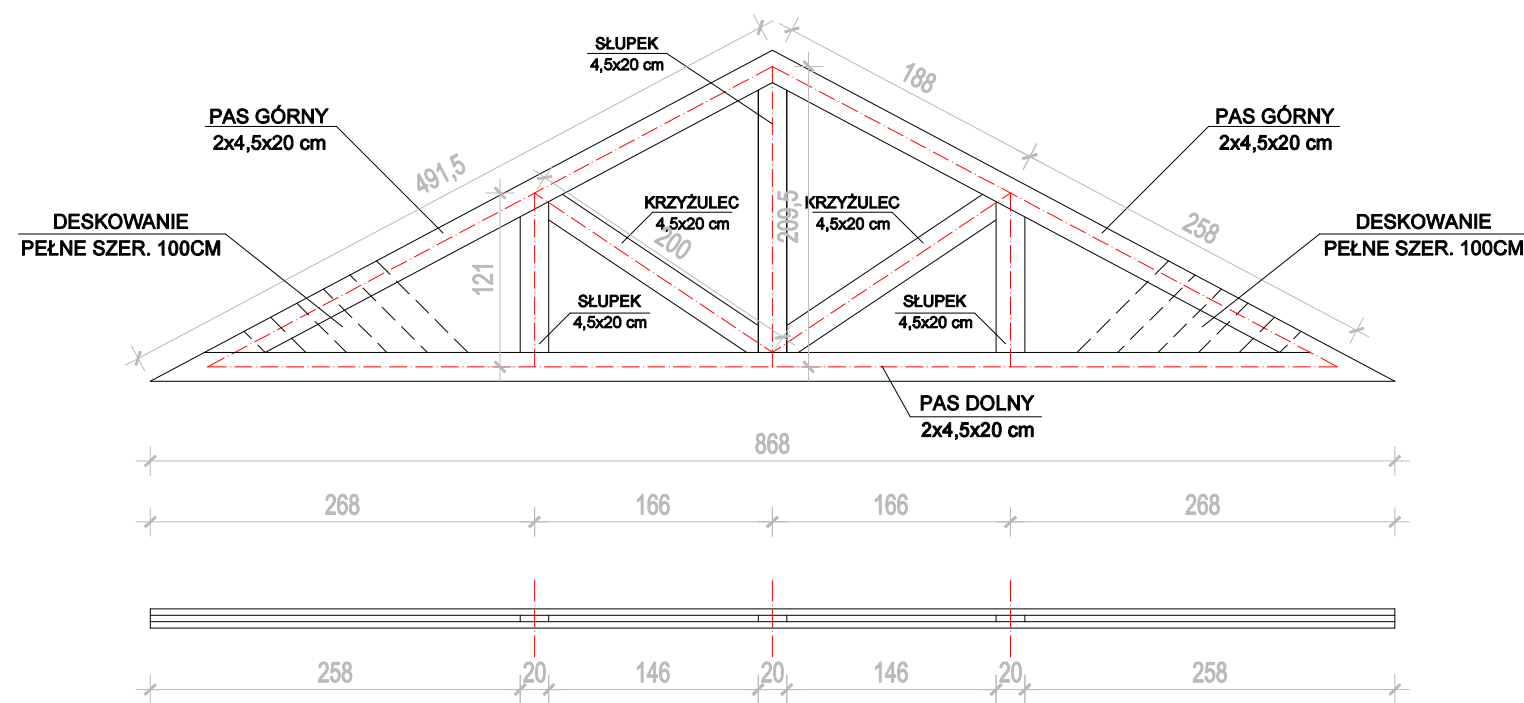 SŁUPEK
4,5x20 cm
188
PAS GÓRNY
2x4,5x20 cm
PAS GÓRNY
2x4,5x20 cm
491,5
DESKOWANIE
PEŁNE SZER. 100CM
KRZYŻULEC
4,5x20 cm
200
209,5
KRZYŻULEC
4,5x20 cm
258
DESKOWANIE
PEŁNE SZER. 100CM
121
SŁUPEK
4,5x20 cm
SŁUPEK
4,5x20 cm
PAS DOLNY
2x4,5x20 cm
868
268
166
166
268
258
20
146
20
146
20
258